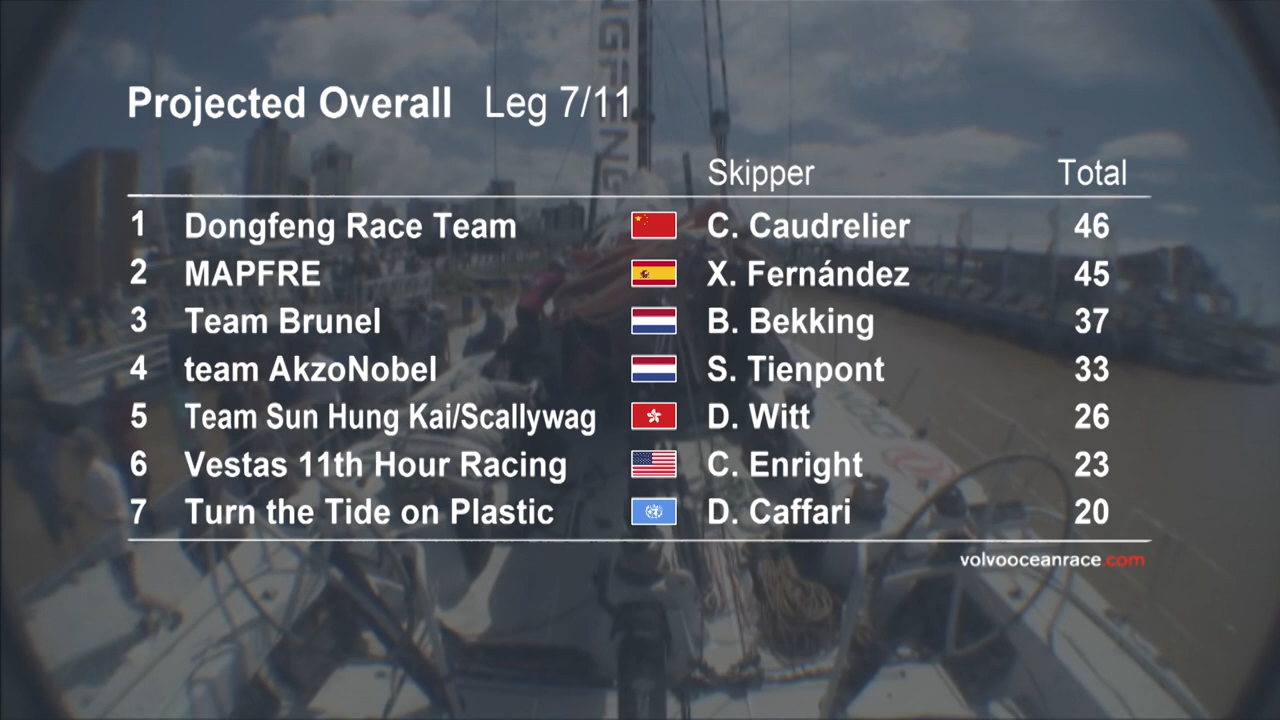 Projected Overall Leg 7/11
Skipper Total
1 Dongfeng Race Team C. Caudrelier 46
2 MAPFRE X. Fernández 45
3 Team Brunel B. Bekking 37
4 team AkzoNobel S. Tienpont 33
5 Team Sun Hung Kai/Scallywag D. Witt 26
6 Vestas 11th Hour Racing C. Enright 23
7 Turn the Tide on Plastic D. Caffari 20
volvooceanrace.com